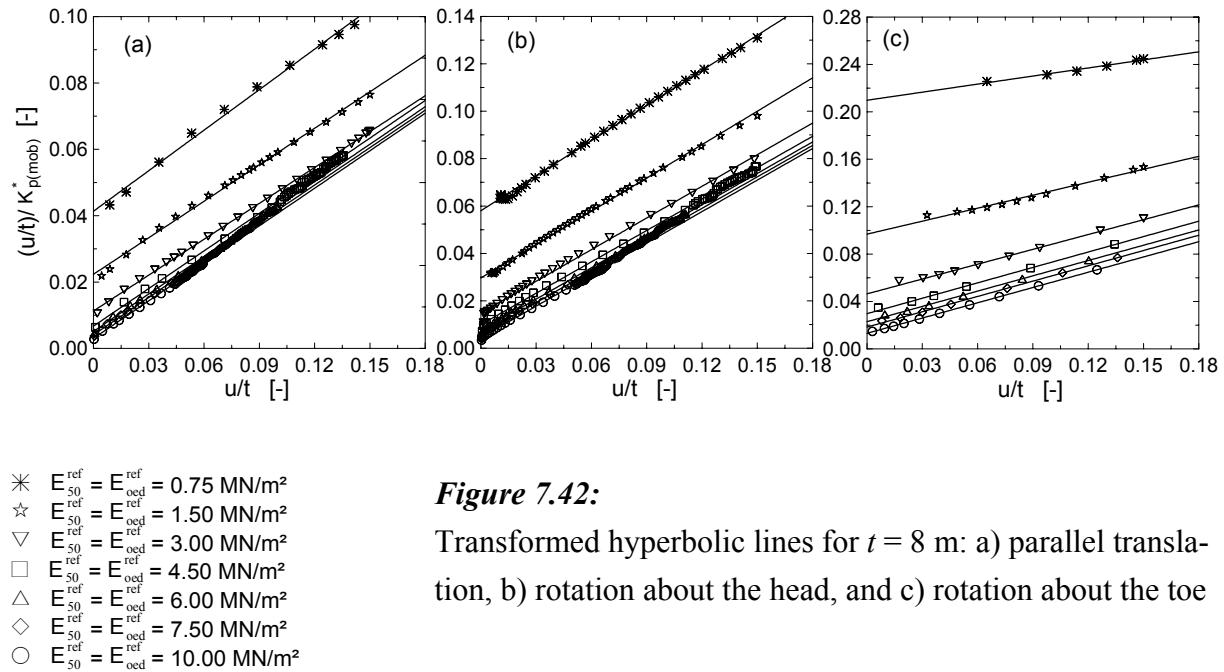 (a)
0.10
0.08
0.06
0.04
0.02
0.00
0 0.03 0.06 0.09 0.12 0.15 0.18
u/t [-]
(u/t)/ K*p(mob) [-]
(b)
0.14
0.12
0.10
0.08
0.06
0.04
0.02
0.00
0 0.03 0.06 0.09 0.12 0.15 0.18
u/t [-]
(c)
0.28
0.24
0.20
0.16
0.12
0.08
0.04
0.00
0 0.03 0.06 0.09 0.12 0.15 0.18
u/t [-]
E50ref = Eoedref = 0.75 MN/m²
E50ref = Eoedref = 1.50 MN/m²
E50ref = Eoedref = 3.00 MN/m²
E50ref = Eoedref = 4.50 MN/m²
E50ref = Eoedref = 6.00 MN/m²
E50ref = Eoedref = 7.50 MN/m²
E50ref = Eoedref = 10.00 MN/m²
Figure 7.42:
Transformed hyperbolic lines for t = 8 m: a) parallel transla-
tion, b) rotation about the head, and c) rotation about the toe